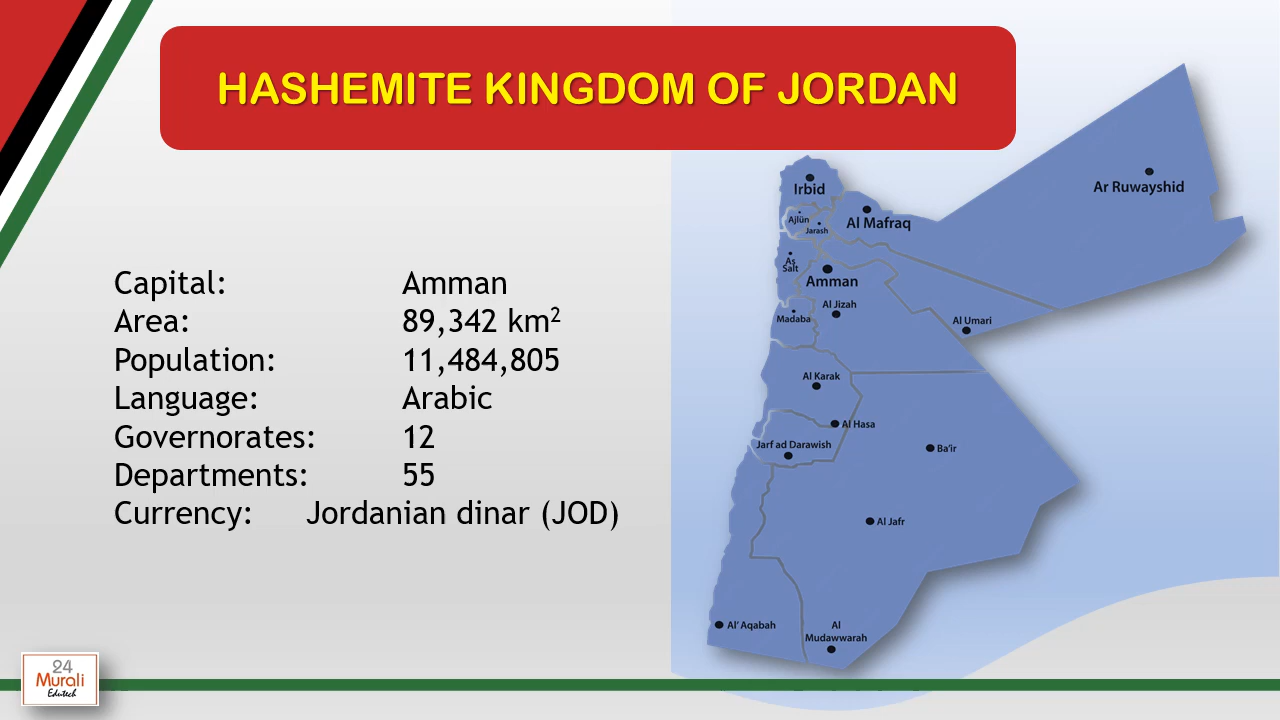 HASHEMITE KINGDOM OF JORDAN
Capital: Amman
Area: 89,342 km²
Population: 11,484,805
Language: Arabic
Governorates: 12
Departments: 55
Currency: Jordanian dinar (JOD)
Irbid
Ar Ruwayshid
Ajlūn
Jarash
Al Mafraq
As
Salt
Amman
Al Jizah
Madaba
Al Umari
Al Karak
Al Hasa
Jarf ad Darawish
Ba'ir
Al Jafr
Al' Aqabah
Al
Mudawwarah
24
Murali
Edutech